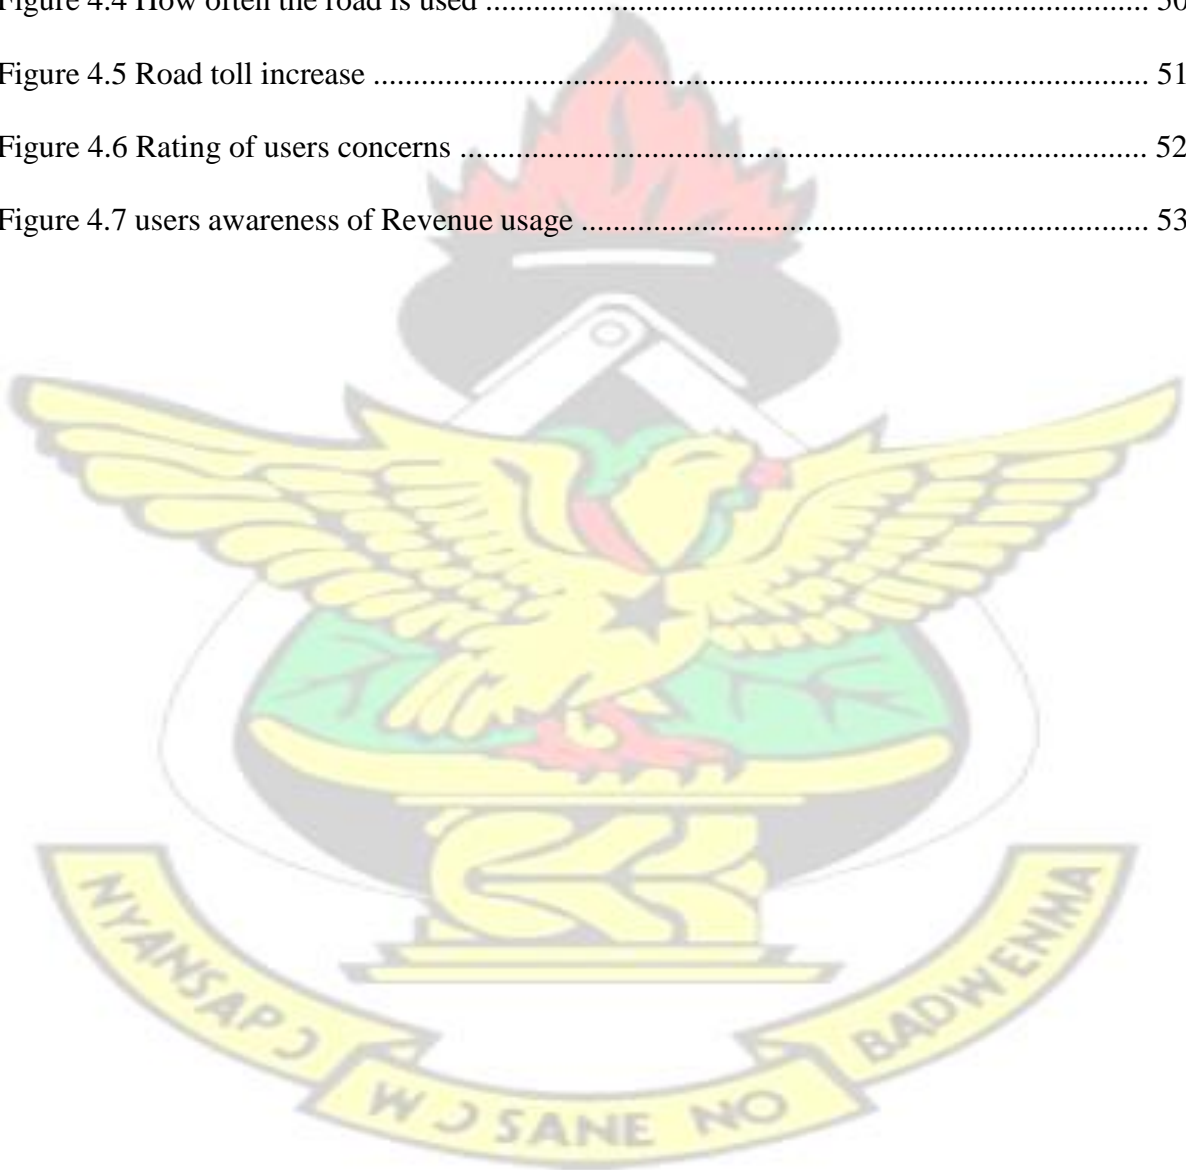 Figure 4.4 How often the road is used ................................................................................... 50
Figure 4.5 Road toll increase ................................................................................................. 51
Figure 4.6 Rating of users concerns ...................................................................................... 52
Figure 4.7 users awareness of Revenue usage ....................................................................... 53
NYANSAPƆ WƆ SANE NO BADWENMA